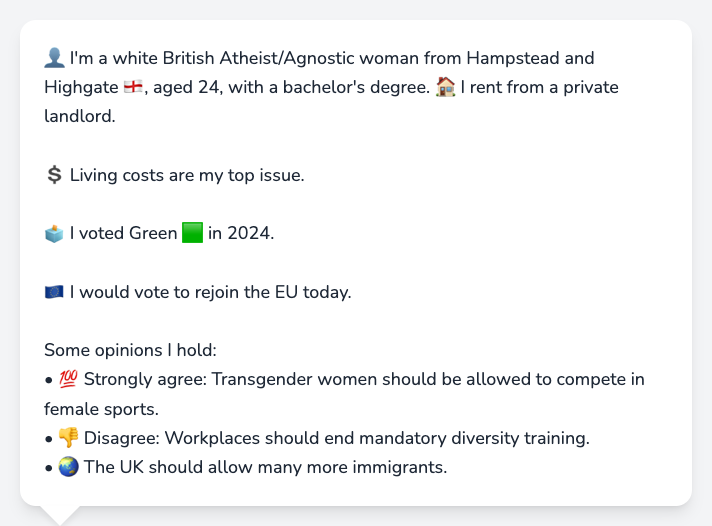 👤 I'm a white British Atheist/Agnostic woman from Hampstead and
Highgate 🏴󠁧󠁢󠁥󠁮󠁧󠁿, aged 24, with a bachelor's degree. 🏠 I rent from a private
landlord.
💲 Living costs are my top issue.
🗳️ I voted Green 🟩 in 2024.
🇪🇺 I would vote to rejoin the EU today.
Some opinions I hold:
• 💯 Strongly agree: Transgender women should be allowed to compete in
female sports.
• 👎 Disagree: Workplaces should end mandatory diversity training.
• 🌏 The UK should allow many more immigrants.